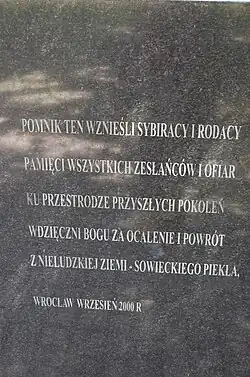 POMNIK TEN WZNIEŚLI SYBIRACY I RODACY
PAMIĘCI WSZYSTKICH ZESŁAŃCÓW I OFIAR
KU PRZESTRODZE PRZYSZŁYCH POKOLEŃ
WDZIĘCZNI BOGU ZA OCALENIE I POWRÓT
Z NIELUDZKIEJ ZIEMI - SOWIECKIEGO PIEKŁA,
WROCŁAW WRZESIEŃ 2000 R